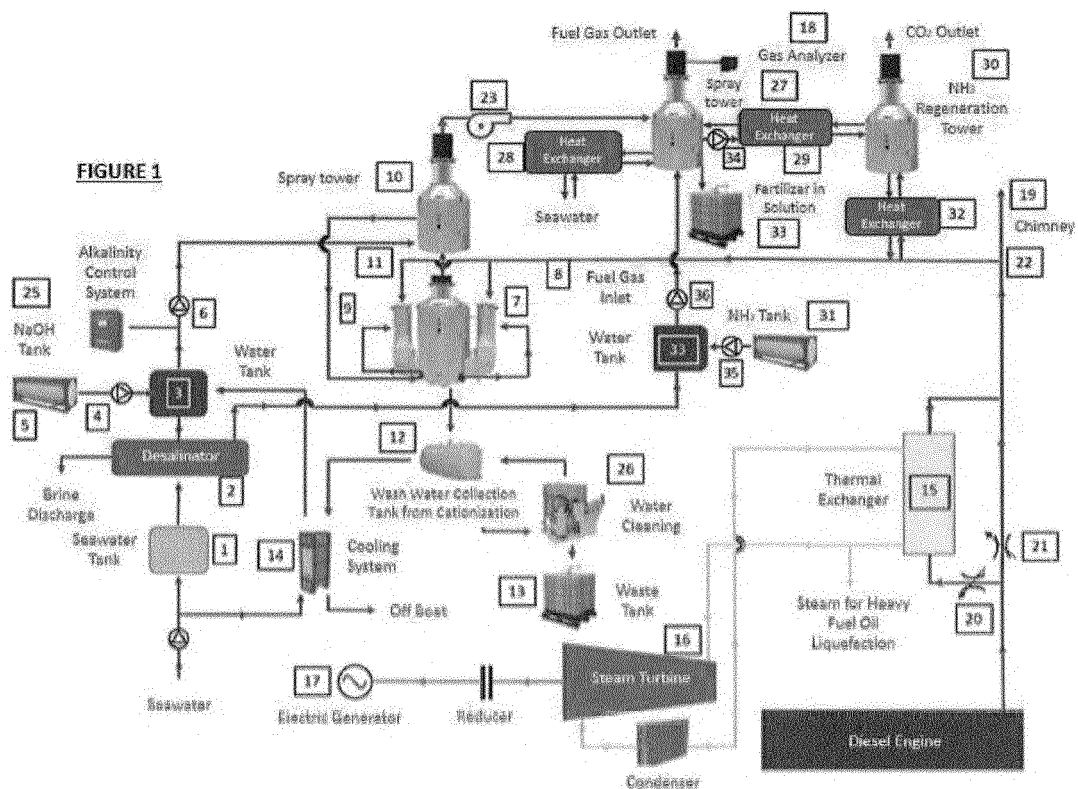 Fuel Gas Outlet
18
Gas Analyzer
CO₂ Outlet
30
NH₃
Regeneration
Tower
Spray
tower
27
23
Heat
Exchanger
28
Heat
Exchanger
29
34
FIGURE 1
Spray tower
10
Seawater
Fertilizer in
Solution
33
Heat
Exchanger
32
19
Chimney
22
Alkalinity
Control
System
11
8
Fuel Gas
Inlet
25
NaOH
Tank
6
9
7
NH₃ Tank
31
Water
Tank
Water
Tank
35
3
4
5
Desalinator
2
12
26
Brine
Discharge
Wash Water Collection
Tank from Cationization
Water
Cleaning
Thermal
Exchanger
15
Seawater
Tank
1
14
Cooling
System
13
Waste
Tank
21
20
Off Boat
Steam for Heavy
Fuel Oil
Liquefection
16
Steam Turbine
17
Seawater
Electric Generator
Reducer
Diesel Engine
Condenser